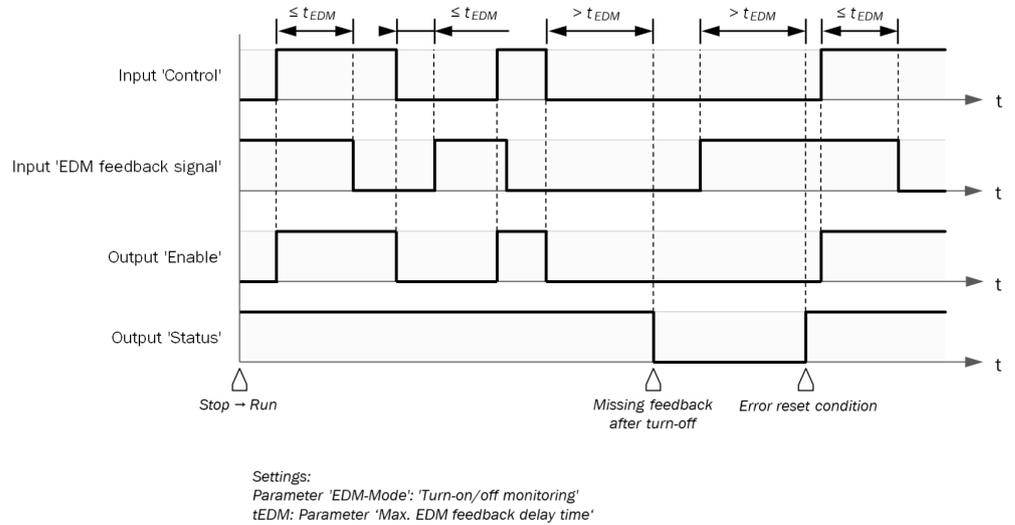 ≤ tEDM ≤ tEDM > tEDM > tEDM ≤ tEDM
Input 'Control'
t
Input 'EDM feedback signal'
t
Output 'Enable'
t
Output 'Status'
t
Stop → Run
Missing feedback
after turn-off
Error reset condition
Settings:
Parameter 'EDM-Mode': 'Turn-on/off monitoring'
tEDM: Parameter ‘Max. EDM feedback delay time‘